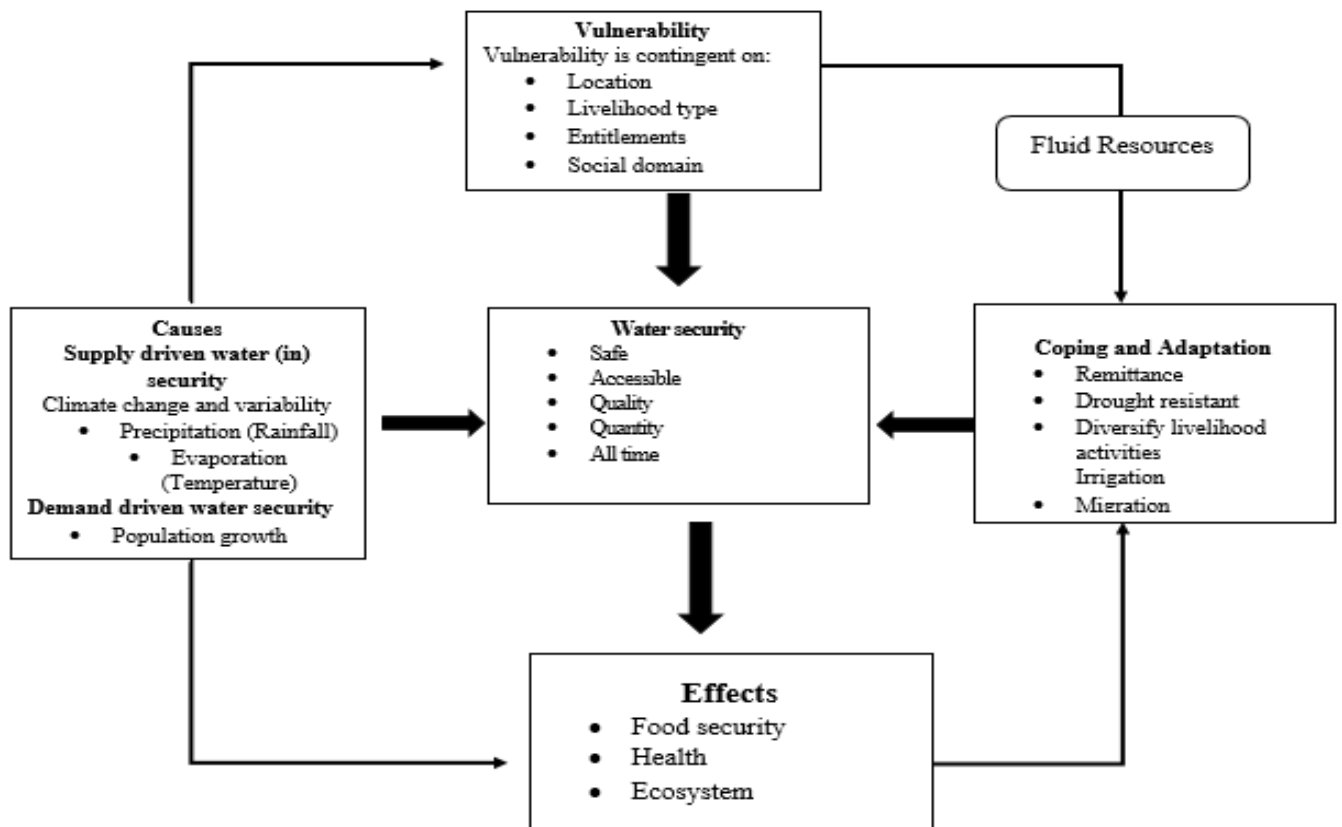 Vulnerability
Vulnerability is contingent on:
• Location
• Livelihood type
• Entitlements
• Social domain
Fluid Resources
Causes
Supply driven water (in)
security
Climate change and variability
• Precipitation (Rainfall)
• Evaporation
(Temperature)
Demand driven water security
• Population growth
Water security
• Safe
• Accessible
• Quality
• Quantity
• All time
Coping and Adaptation
• Remittance
• Drought resistant
• Diversify livelihood
activities
Irrigation
• Migration
Effects
• Food security
• Health
• Ecosystem